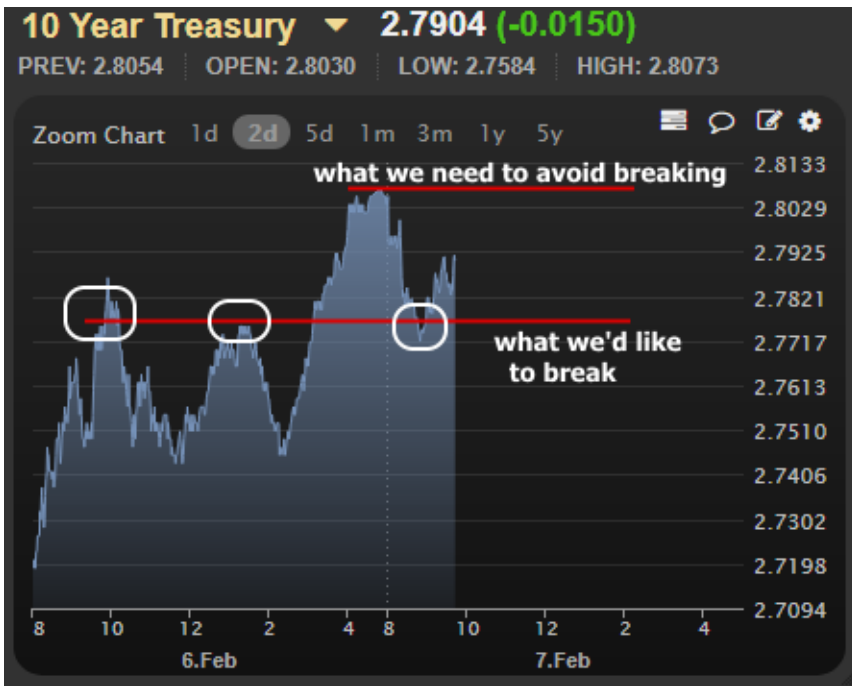 10 Year Treasury 2.7904 (-0.0150)
PREV: 2.8054 OPEN: 2.8030 LOW: 2.7584 HIGH: 2.8073
Zoom Chart 1d 2d 5d 1m 3m 1y 5y
what we need to avoid breaking
2.8133
2.8029
2.7925
2.7821
what we'd like
to break
2.7717
2.7613
2.7510
2.7406
2.7302
2.7198
2.7094
8 10 12 2 4 8 10 12 2 4
6.Feb 7.Feb